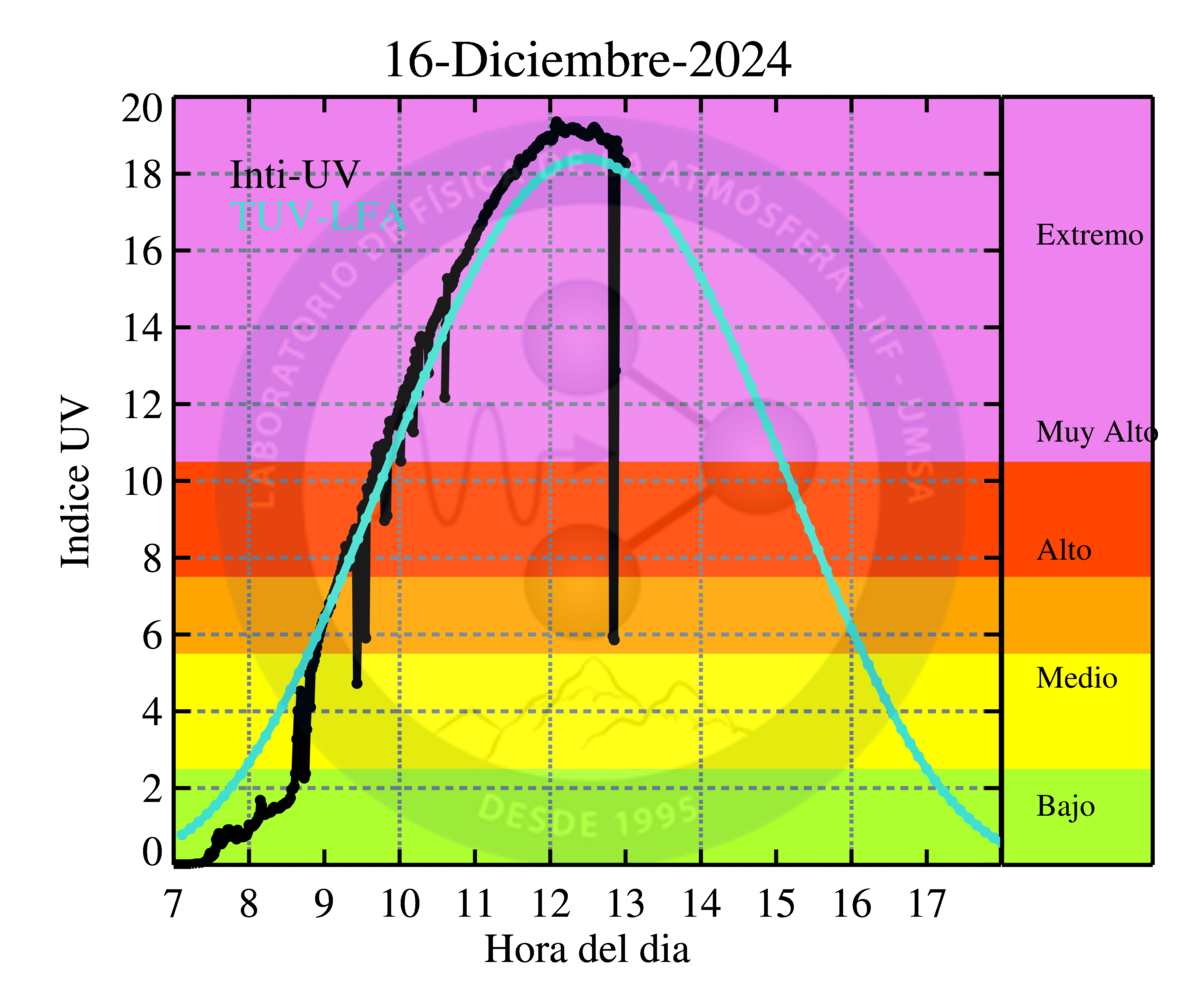 16-Diciembre-2024
Inti-UV
TUV-LFA
LABORATORIO DE FÍSICA DE LA ATMÓSFERA - IIF - UMSA
DESDE 1995
Indice UV
20
18
16
14
12
10
8
6
4
2
0
7 8 9 10 11 12 13 14 15 16 17
Hora del dia
Extremo
Muy Alto
Alto
Medio
Bajo